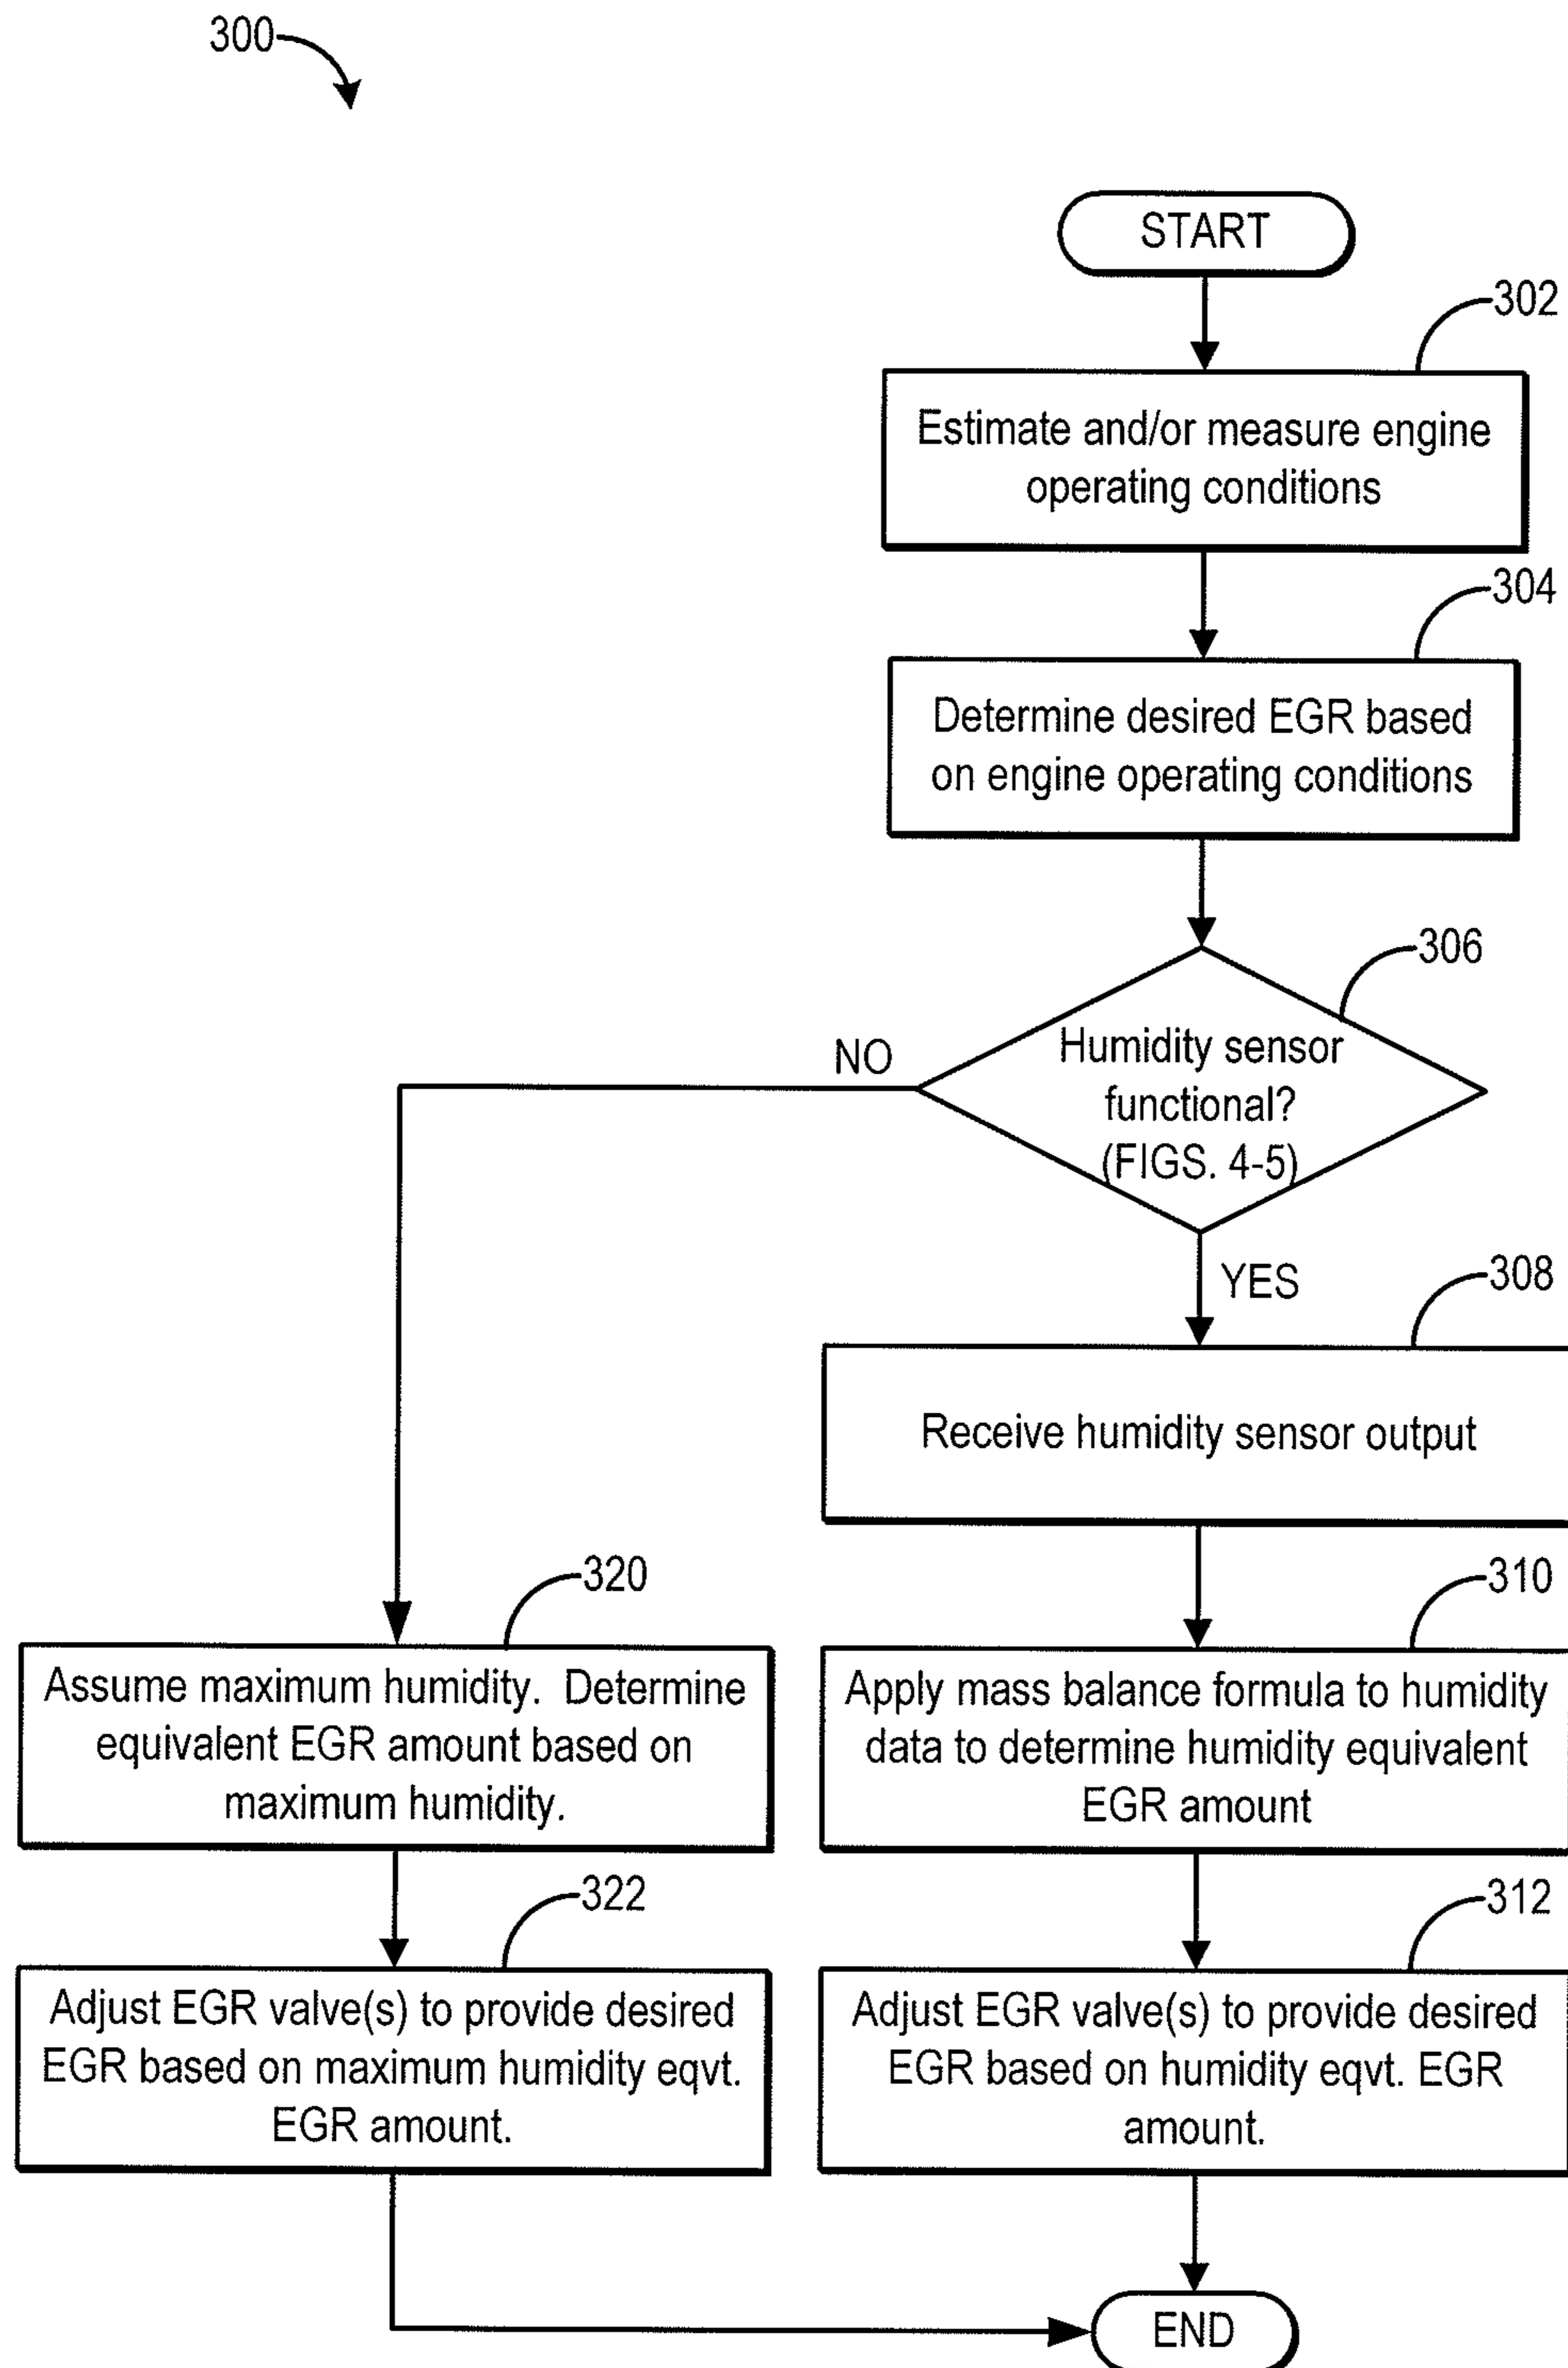 300
START
302
Estimate and/or measure engine
operating conditions
304
Determine desired EGR based
on engine operating conditions
306
Humidity sensor
functional?
(FIGS. 4-5)
NO
YES
308
Receive humidity sensor output
320
Assume maximum humidity. Determine
equivalent EGR amount based on
maximum humidity.
310
Apply mass balance formula to humidity
data to determine humidity equivalent
EGR amount
322
Adjust EGR valve(s) to provide desired
EGR based on maximum humidity eqvt.
EGR amount.
312
Adjust EGR valve(s) to provide desired
EGR based on humidity eqvt. EGR
amount.
END